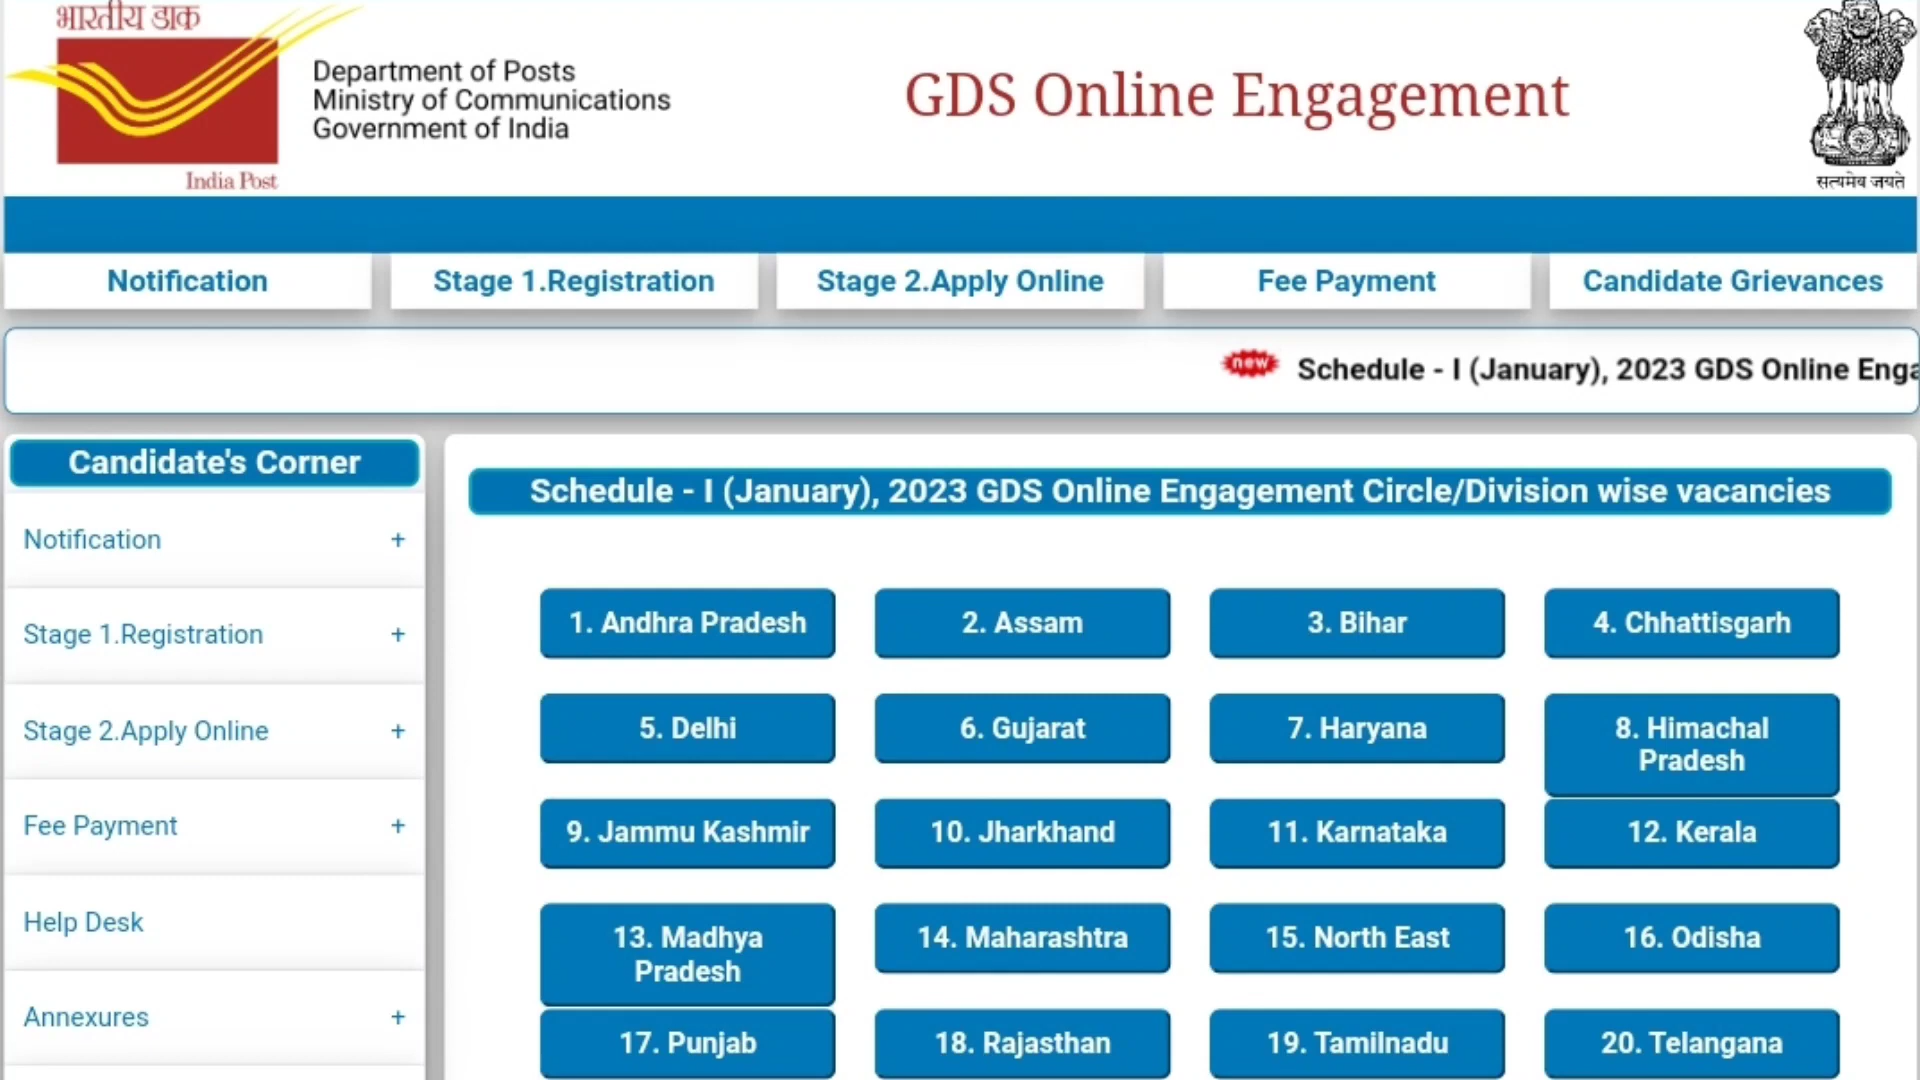 भारतीय डाक
India Post
Department of Posts
Ministry of Communications
Government of India
GDS Online Engagement
सत्यमेव जयते
Notification
Stage 1.Registration
Stage 2.Apply Online
Fee Payment
Candidate Grievances
new Schedule - I (January), 2023 GDS Online Enga
Candidate's Corner
Notification +
Stage 1.Registration +
Stage 2.Apply Online +
Fee Payment +
Help Desk
Annexures +
Schedule - I (January), 2023 GDS Online Engagement Circle/Division wise vacancies
1. Andhra Pradesh
2. Assam
3. Bihar
4. Chhattisgarh
5. Delhi
6. Gujarat
7. Haryana
8. Himachal
Pradesh
9. Jammu Kashmir
10. Jharkhand
11. Karnataka
12. Kerala
13. Madhya
Pradesh
14. Maharashtra
15. North East
16. Odisha
17. Punjab
18. Rajasthan
19. Tamilnadu
20. Telangana